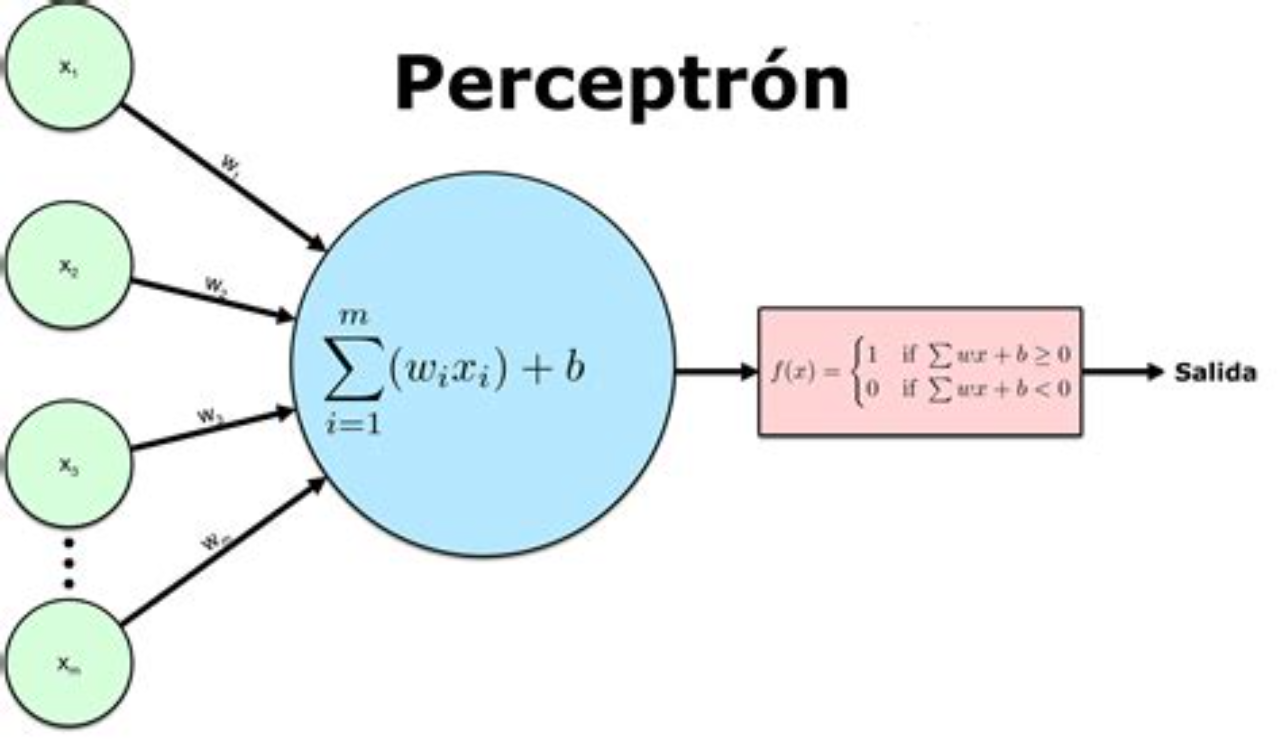 Perceptrón
x₁
w₁
x₂
w₂
x₃
w₃
xₘ
wₘ
∑ᵢ₌₁ᵐ(wᵢxᵢ) + b
f(x) = {1 if ∑ wx + b ≥ 0
0 if ∑ wx + b < 0
Salida